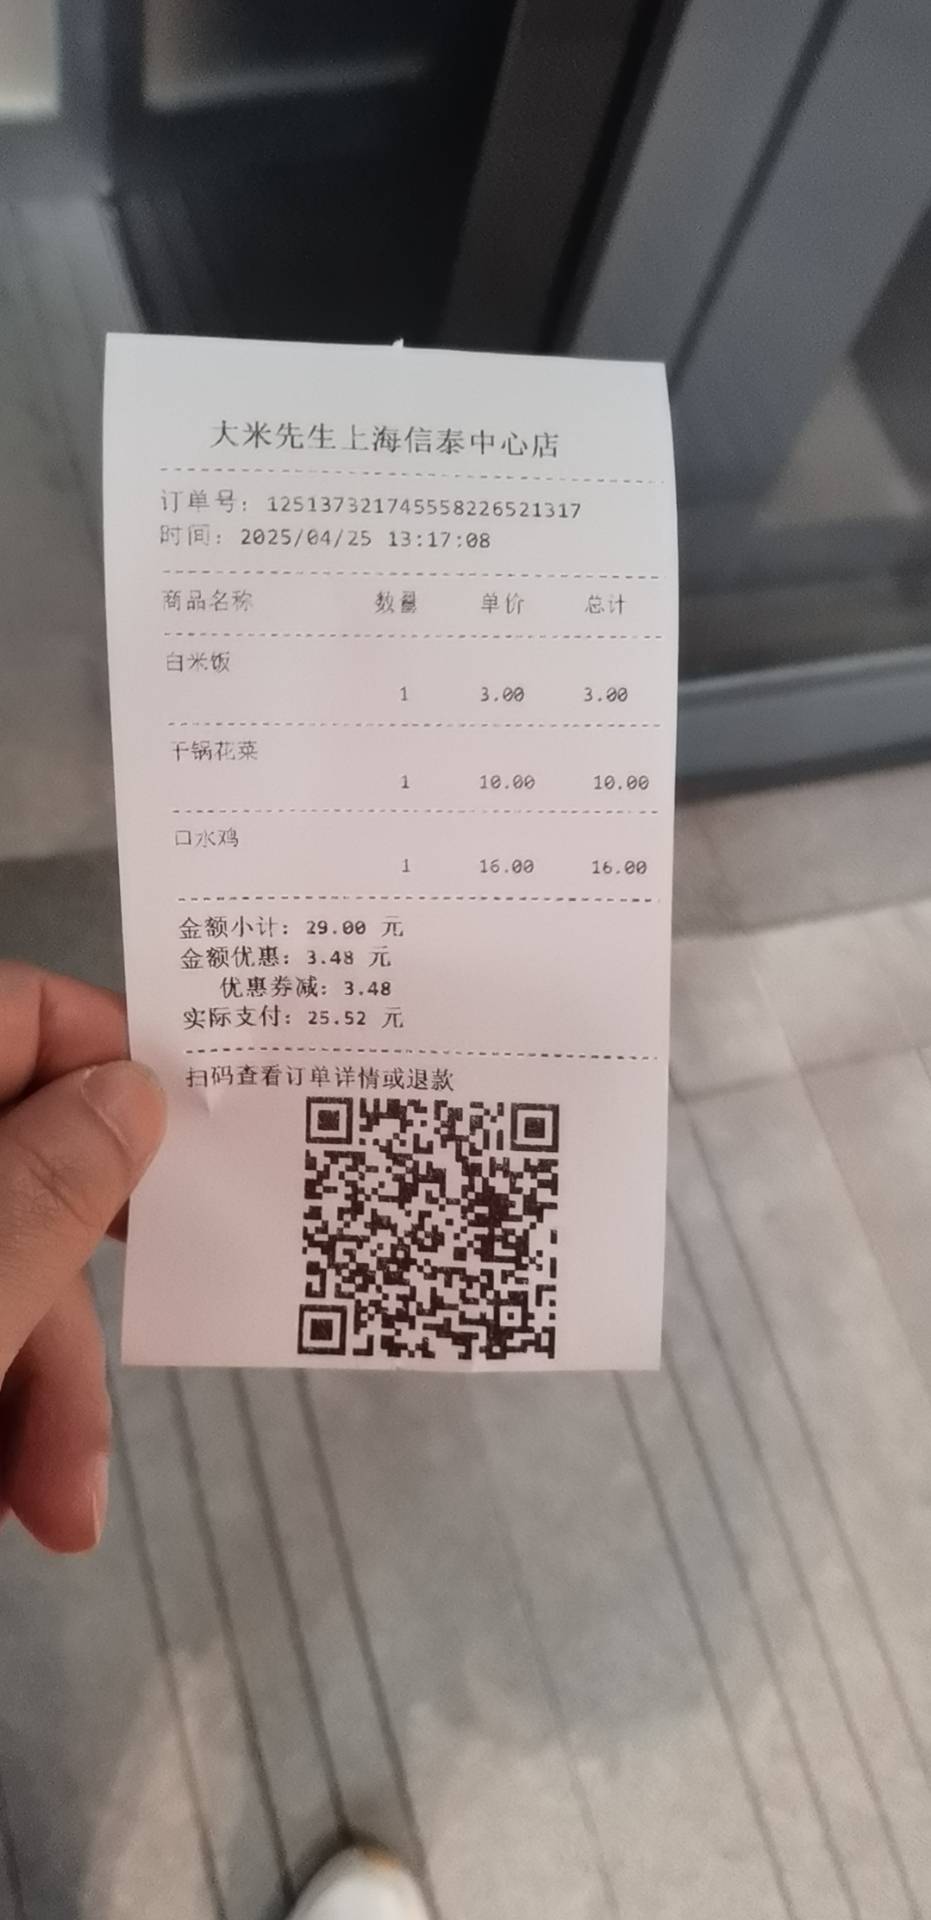 大米先生上海信泰中心店
订单号: 1251373217455558226521317
时间: 2025/04/25 13:17:08
商品名称 数量 单价 总计
白米饭
1 3.00 3.00
干锅花菜
1 10.00 10.00
口水鸡
1 16.00 16.00
金额小计: 29.00 元
金额优惠: 3.48 元
优惠券减: 3.48
实际支付: 25.52 元
扫码查看订单详情或退款